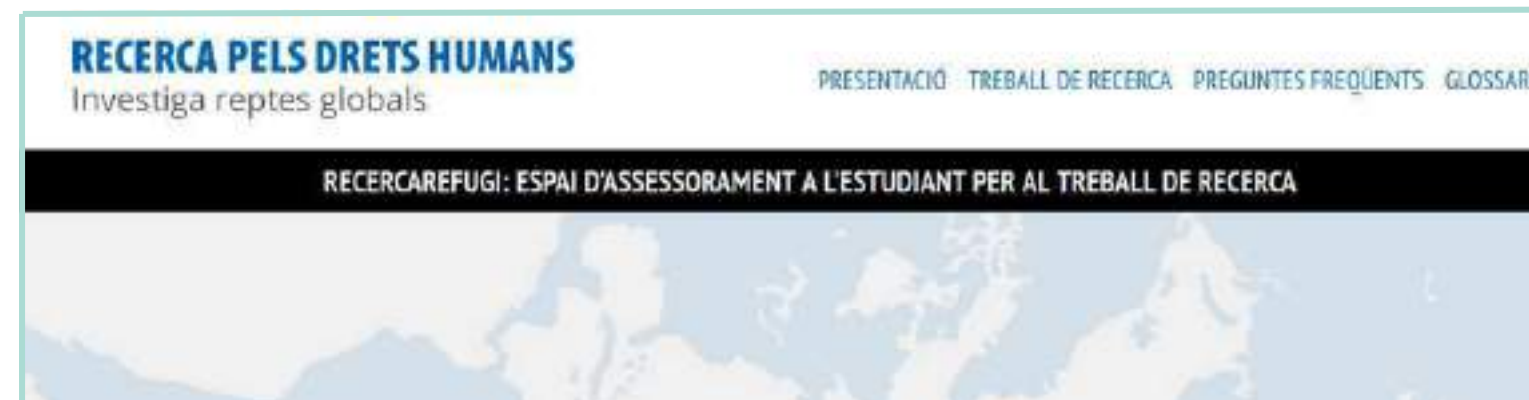 RECERCA PELS DRETS HUMANS
Investiga reptes globals
PRESENTACIÓ TREBALL DE RECERCA PREGUNTES FREQÜENTS GLOSSAR
RECERCAREFUGI: ESPAI D'ASSESSORAMENT A L'ESTUDIANT PER AL TREBALL DE RECERCA